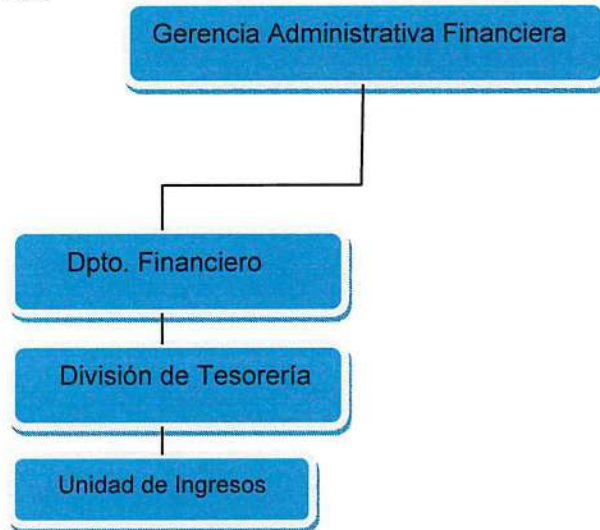 Gerencia Administrativa Financiera
Dpto. Financiero
División de Tesorería
Unidad de Ingresos